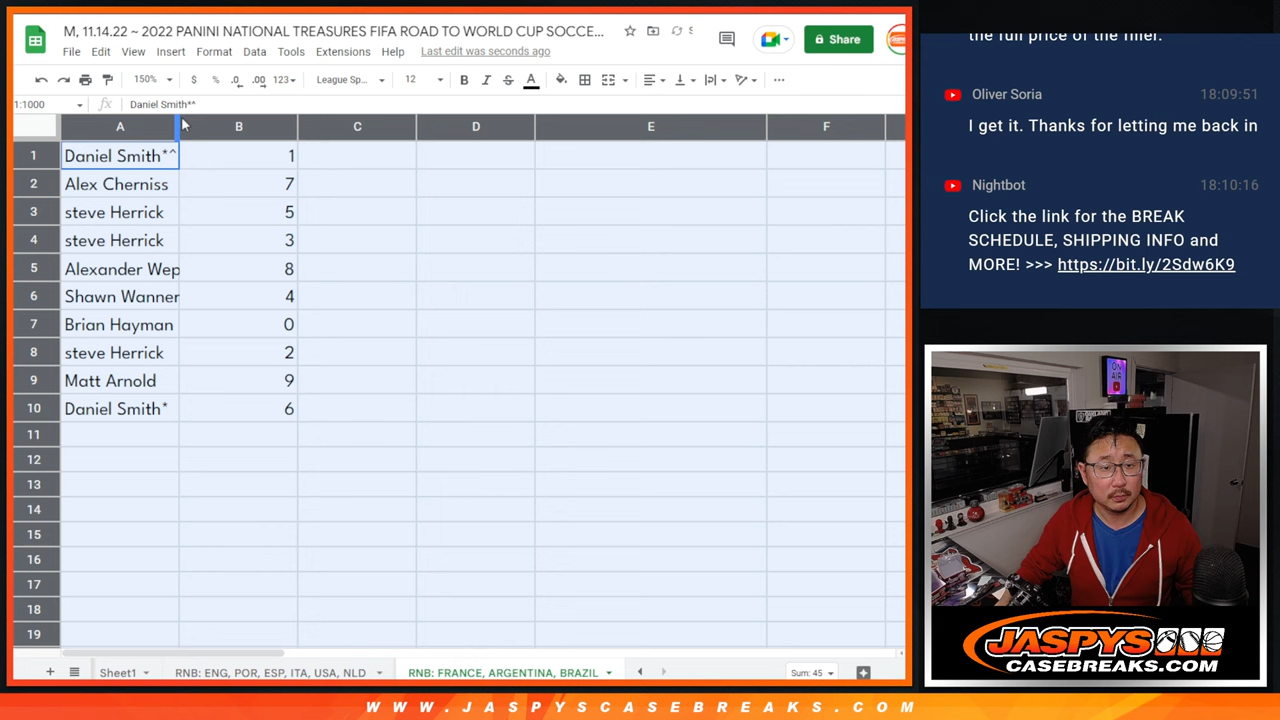 M, 11.14.22 ~ 2022 PANINI NATIONAL TREASURES FIFA ROAD TO WORLD CUP SOCCE...
File Edit View Insert Format Data Tools Extensions Help Last edit was seconds ago
Share
150% $ % .0 .00 123 League Sp... 12 B I S A
1:1000 fx Daniel Smith*^
A B C D E F
1 Daniel Smith*^ 1
2 Alex Cherniss 7
3 steve Herrick 5
4 steve Herrick 3
5 Alexander Wep 8
6 Shawn Wanner 4
7 Brian Hayman 0
8 steve Herrick 2
9 Matt Arnold 9
10 Daniel Smith* 6
11
12
13
14
15
16
17
18
19
Sheet1 RNB: ENG, POR, ESP, ITA, USA, NLD RNB: FRANCE, ARGENTINA, BRAZIL Sum: 45
the full price of the filler.
Oliver Soria 18:09:51
I get it. Thanks for letting me back in
Nightbot 18:10:16
Click the link for the BREAK
SCHEDULE, SHIPPING INFO and
MORE! >>> https://bit.ly/2Sdw6K9
ON
AIR
JASPYS
CASEBREAKS.COM
WWW.JASPYSCASEBREAKS.COM